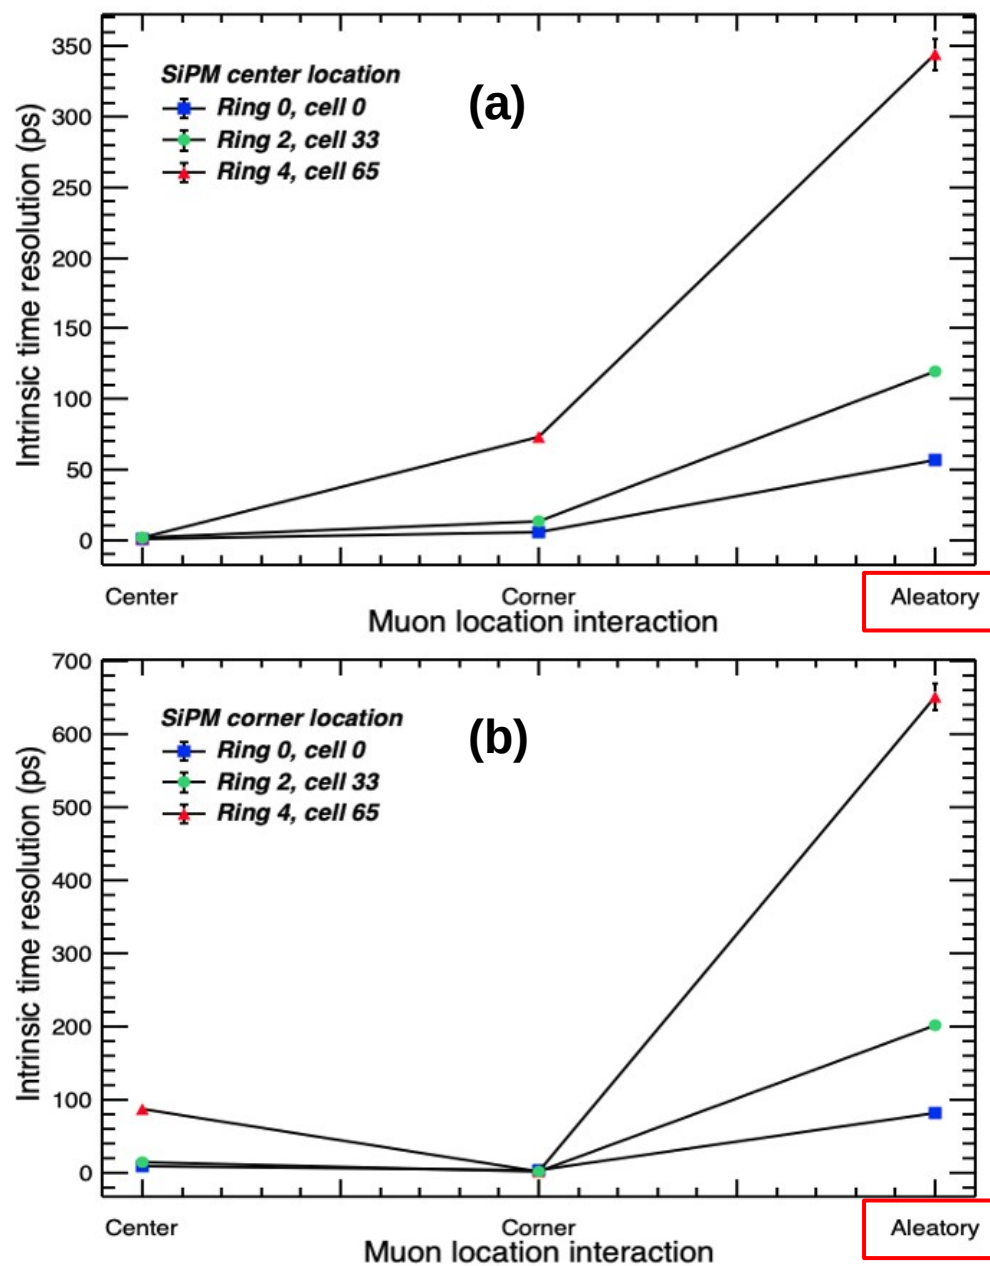 350
300
250
200
150
100
50
0
Intrinsic time resolution (ps)
SiPM center location
Ring 0, cell 0
Ring 2, cell 33
Ring 4, cell 65
(a)
Center Corner Aleatory
Muon location interaction
700
600
500
400
300
200
100
0
Intrinsic time resolution (ps)
SiPM corner location
Ring 0, cell 0
Ring 2, cell 33
Ring 4, cell 65
(b)
Center Corner Aleatory
Muon location interaction